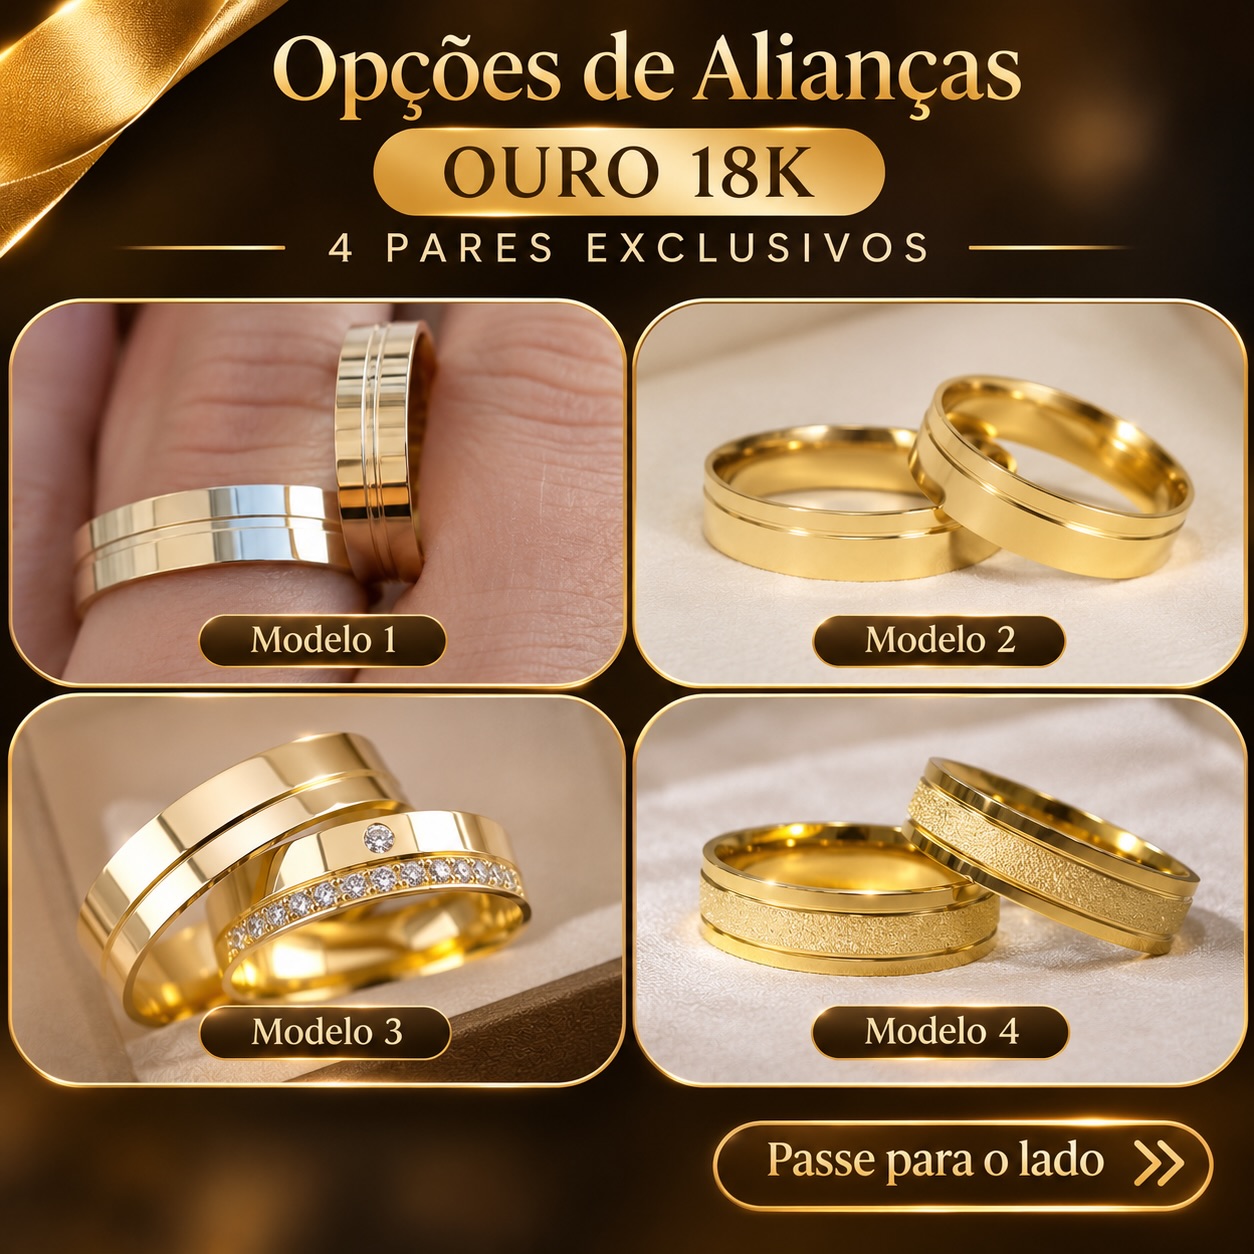 Opções de Alianças
OURO 18K
4 PARES EXCLUSIVOS
Modelo 1
Modelo 2
Modelo 3
Modelo 4
Passe para o lado